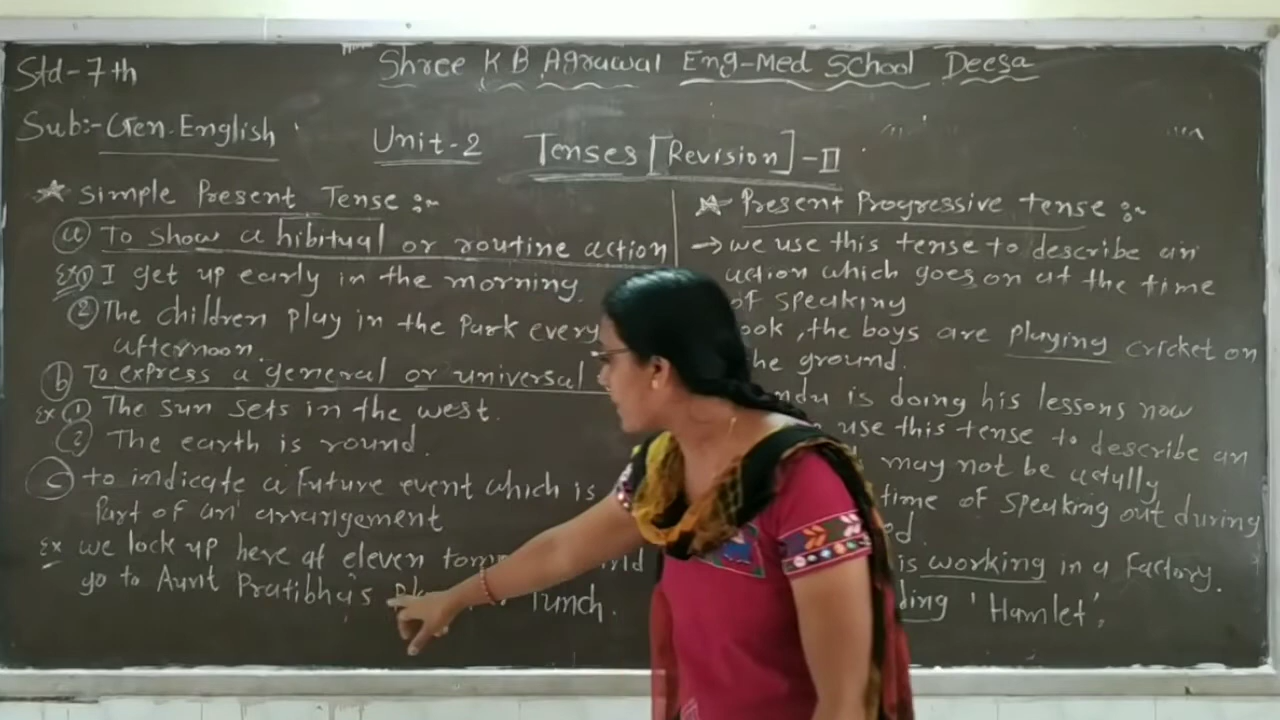 Std-7th
Shree K B Agrawal Eng-Med School Deesa
Sub:-Gen.English
Unit-2 Tenses [Revision]-II
★ Simple Present Tense :~
(a) To show a hibitual or routine action
Ex① I get up early in the morning
② The children play in the Park every
afternoon.
(b) To express a general or universal
Ex ① The sun sets in the west.
② The earth is round.
(c) to indicate a future event which is
Part of an arrangement
Ex we lock up here at eleven
go to Aunt Pratibha's lunch.
★ Present Progressive tense :~
→ we use this tense to describe an
action which goes on at the time
of speaking
the boys are playing cricket on
ground.
is doing his lessons now
use this tense to describe an
may not be actully
time of speaking out during
is working in a factory.
'Hamlet'.